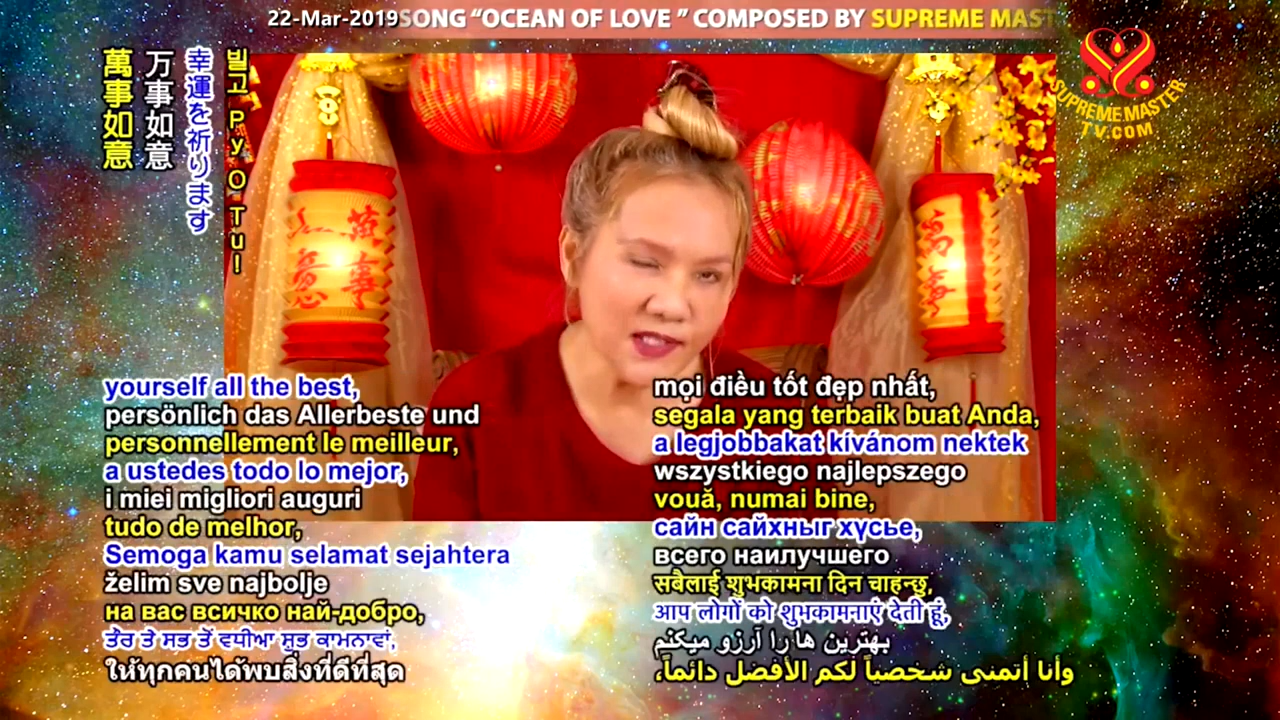 22-Mar-2019
SONG “OCEAN OF LOVE ” COMPOSED BY SUPREME MAST
SUPREME MASTER
TV.COM
萬事如意
万事如意
幸運を祈ります
빌고
萬事
意
萬事
yourself all the best,
persönlich das Allerbeste und
personnellement le meilleur,
a ustedes todo lo mejor,
i miei migliori auguri
tudo de melhor,
Semoga kamu selamat sejahtera
želim sve najbolje
на вас всичко най-добро,
ਤੌਰ ਤੇ ਸਭ ਤੋਂ ਵਧੀਆ ਸ਼ੁਭ ਕਾਮਨਾਵਾਂ,
ให้ทุกคนได้พบสิ่งที่ดีที่สุด
mọi điều tốt đẹp nhất,
segala yang terbaik buat Anda,
a legjobbakat kívánom nektek
wszystkiego najlepszego
vouă, numai bine,
сайн сайхныг хүсье,
всего наилучшего
सबैलाई शुभकामना दिन चाहन्छु,
आप लोगों को शुभकामनाएं देती हूं,
بهترین ها را آرزو میکنم
وأنا أتمنى شخصياً لكم الأفضل دائماً،